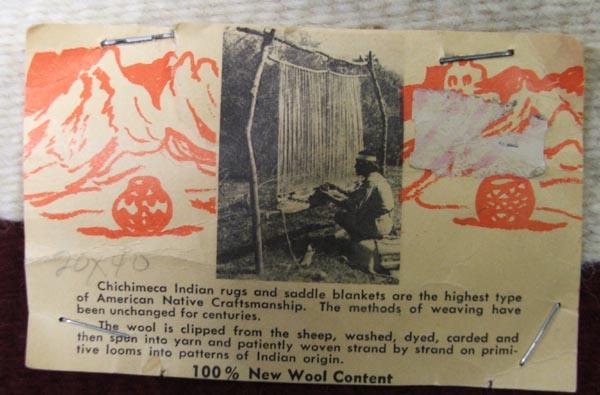 20x40
Chichimeca Indian rugs and saddle blankets are the highest type
of American Native Craftsmanship. The methods of weaving have
been unchanged for centuries.
The wool is clipped from the sheep, washed, dyed, carded and
then spun into yarn and patiently woven strand by strand on primi-
tive looms into patterns of Indian origin.
100% New Wool Content